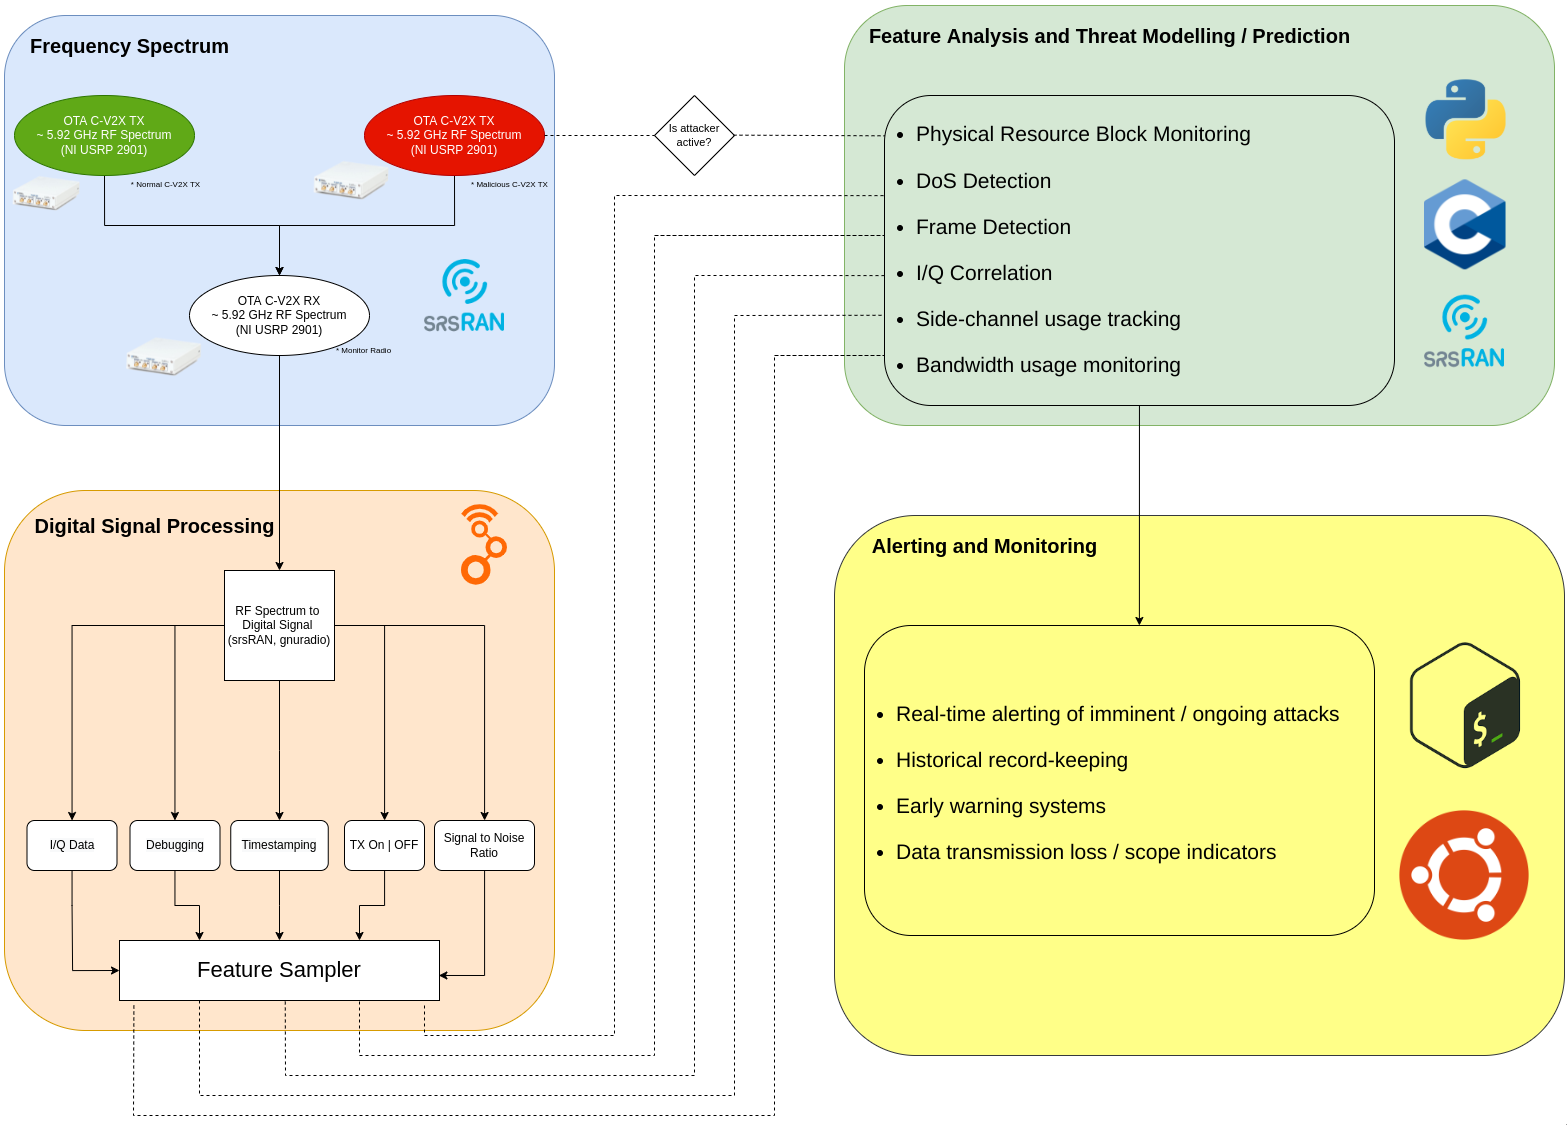 Frequency Spectrum
OTA C-V2X TX
~ 5.92 GHz RF Spectrum
(NI USRP 2901)
* Normal C-V2X TX
OTA C-V2X TX
~ 5.92 GHz RF Spectrum
(NI USRP 2901)
* Malicious C-V2X TX
OTA C-V2X RX
~ 5.92 GHz RF Spectrum
(NI USRP 2901)
* Monitor Radio
srsRAN
Is attacker
active?
Feature Analysis and Threat Modelling / Prediction
• Physical Resource Block Monitoring
• DoS Detection
• Frame Detection
• I/Q Correlation
• Side-channel usage tracking
• Bandwidth usage monitoring
C
srsRAN
Digital Signal Processing
RF Spectrum to
Digital Signal
(srsRAN, gnuradio)
I/Q Data
Debugging
Timestamping
TX On | OFF
Signal to Noise
Ratio
Feature Sampler
Alerting and Monitoring
• Real-time alerting of imminent / ongoing attacks
• Historical record-keeping
• Early warning systems
• Data transmission loss / scope indicators
$_